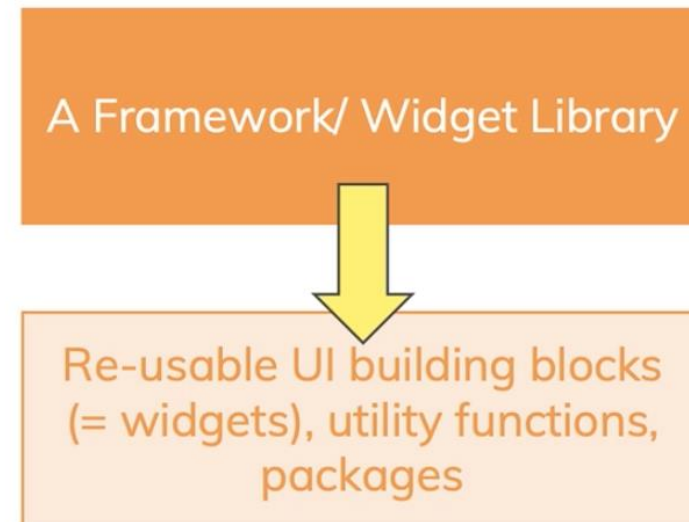 A Framework/ Widget Library
Re-usable UI building blocks
(= widgets), utility functions,
packages